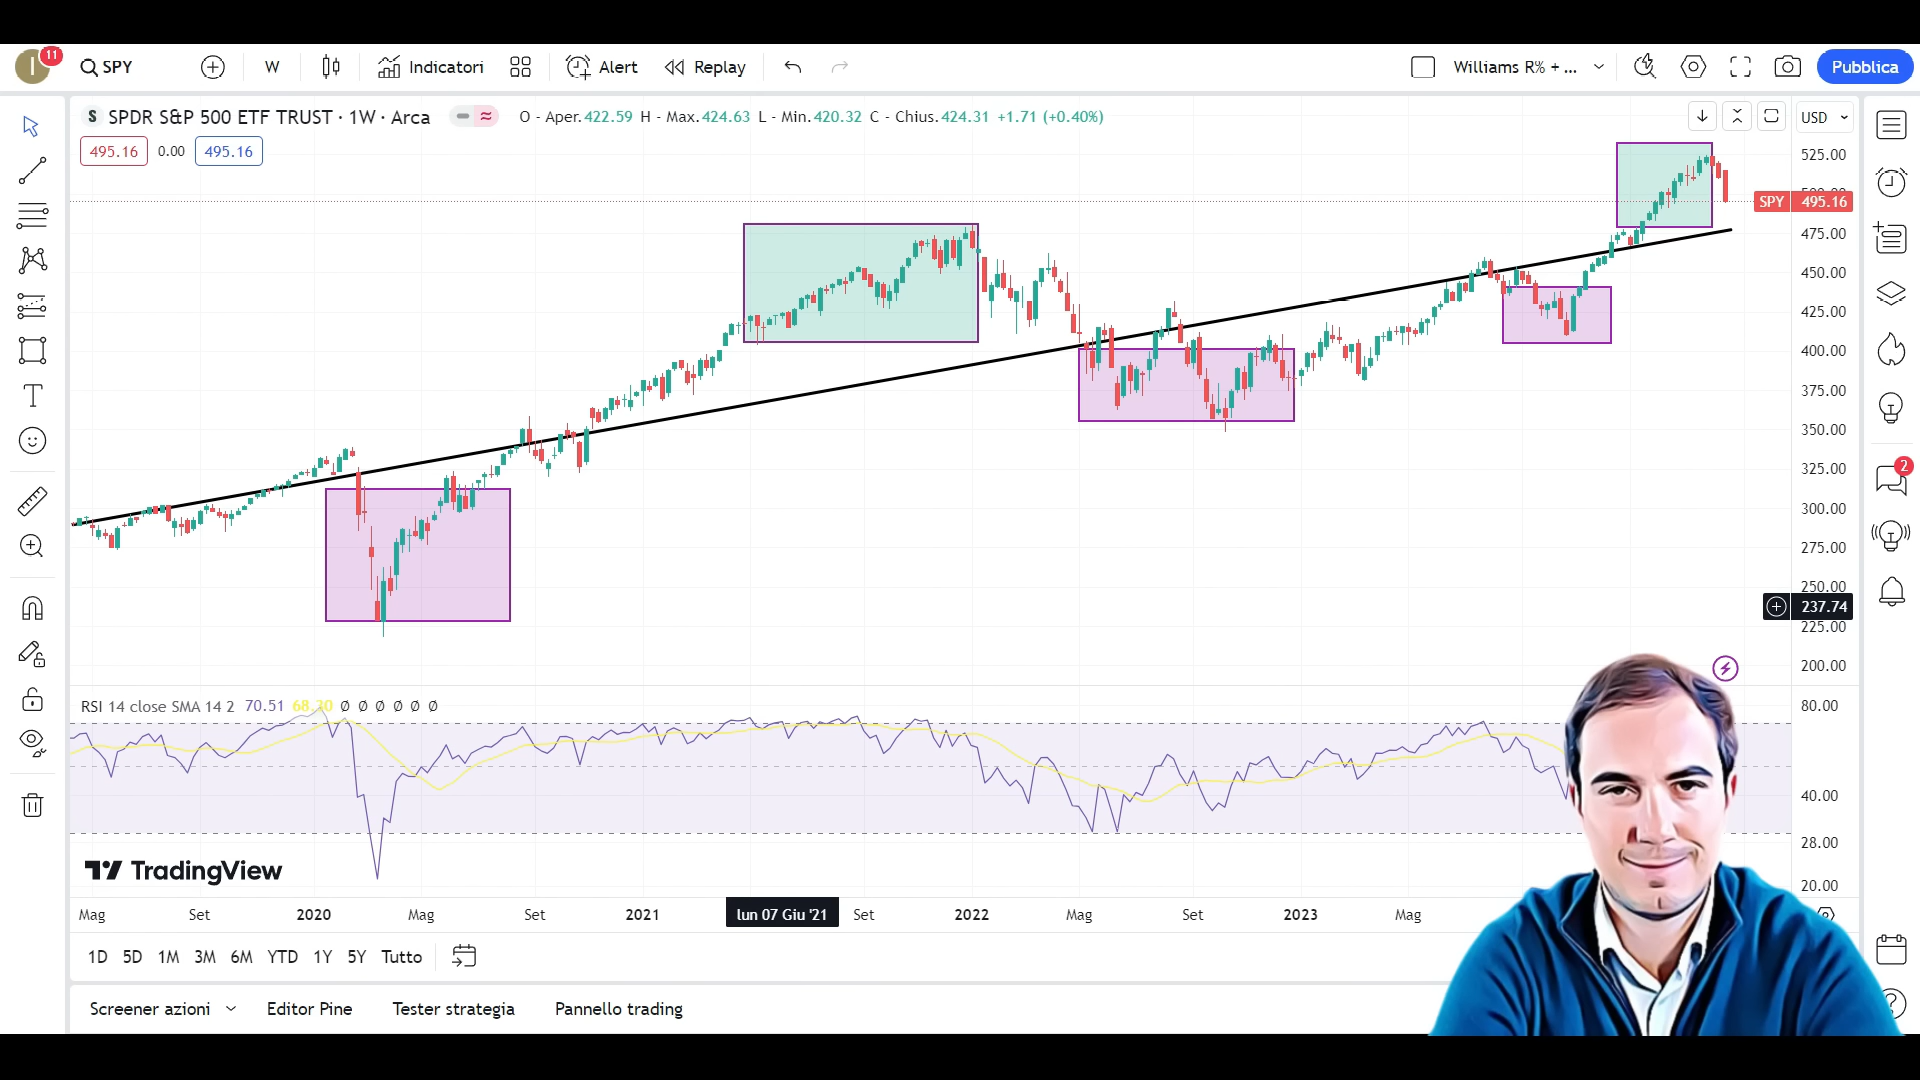 I
11
SPY
W
Indicatori
Alert
Replay
Williams R% + ...
Pubblica
S SPDR S&P 500 ETF TRUST · 1W · Arca
O - Aper.422.59 H - Max.424.63 L - Min.420.32 C - Chius.424.31 +1.71 (+0.40%)
USD
495.16 0.00 495.16
525.00
SPY 495.16
475.00
450.00
425.00
400.00
375.00
350.00
325.00
300.00
275.00
250.00
237.74
225.00
200.00
2
RSI 14 close SMA 14 2 70.51 Ø Ø Ø Ø Ø Ø
80.00
40.00
28.00
20.00
TradingView
Mag Set 2020 Mag Set 2021 lun 07 Giu '21 Set 2022 Mag Set 2023 Mag
1D 5D 1M 3M 6M YTD 1Y 5Y Tutto
Screener azioni Editor Pine Tester strategia Pannello trading